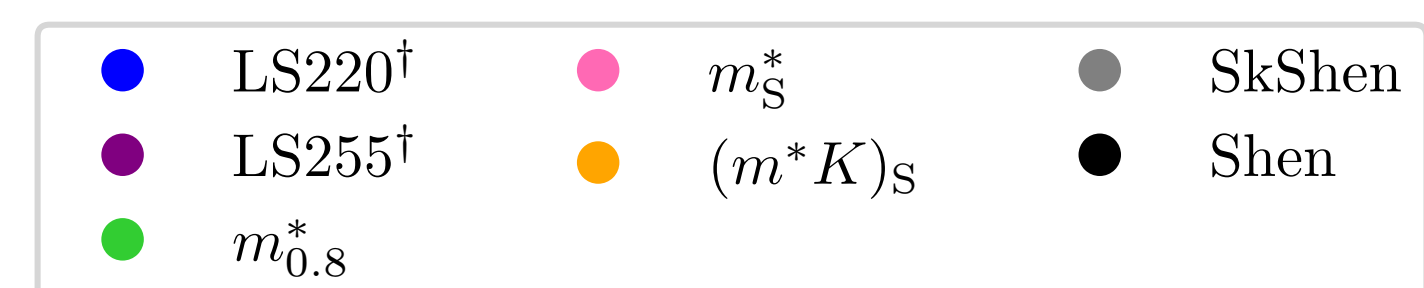 LS220†
LS255†
m*0.8
m*S
(m*K)S
SkShen
Shen